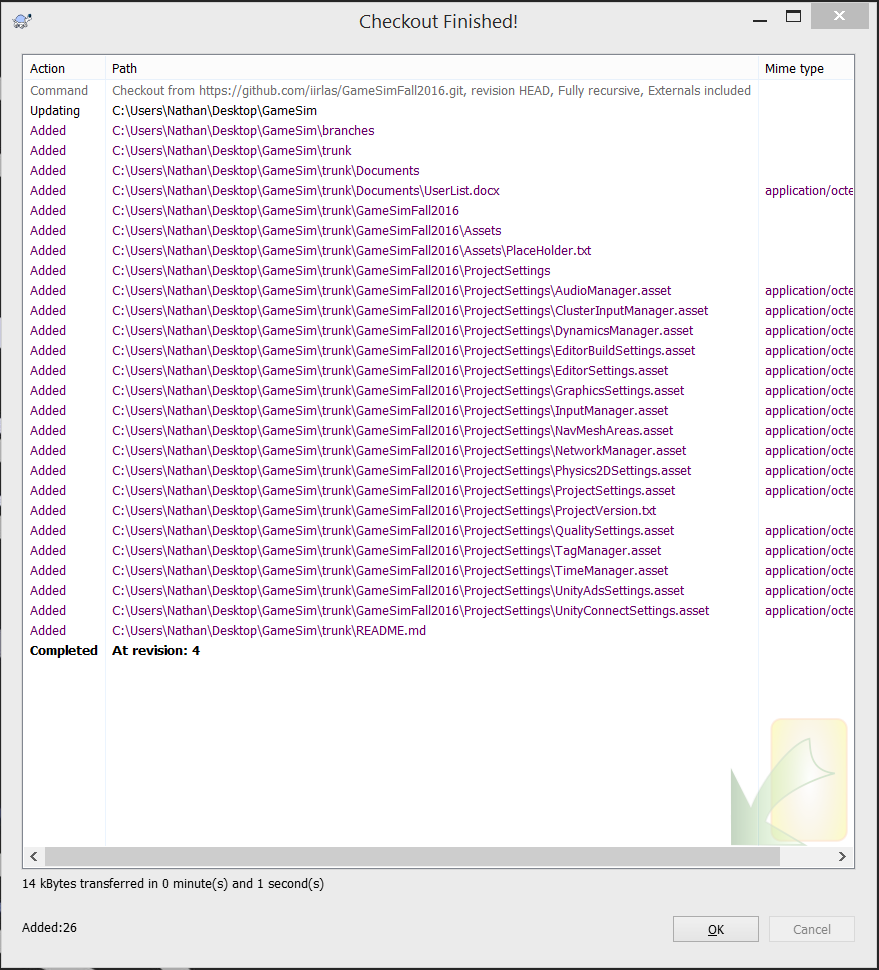 Checkout Finished!
Action Path Mime type
Command Checkout from https://github.com/iirlas/GameSimFall2016.git, revision HEAD, Fully recursive, Externals included
Updating C:\Users\Nathan\Desktop\GameSim
Added C:\Users\Nathan\Desktop\GameSim\branches
Added C:\Users\Nathan\Desktop\GameSim\trunk
Added C:\Users\Nathan\Desktop\GameSim\trunk\Documents
Added C:\Users\Nathan\Desktop\GameSim\trunk\Documents\UserList.docx application/octe
Added C:\Users\Nathan\Desktop\GameSim\trunk\GameSimFall2016
Added C:\Users\Nathan\Desktop\GameSim\trunk\GameSimFall2016\Assets
Added C:\Users\Nathan\Desktop\GameSim\trunk\GameSimFall2016\Assets\PlaceHolder.txt
Added C:\Users\Nathan\Desktop\GameSim\trunk\GameSimFall2016\ProjectSettings
Added C:\Users\Nathan\Desktop\GameSim\trunk\GameSimFall2016\ProjectSettings\AudioManager.asset application/octe
Added C:\Users\Nathan\Desktop\GameSim\trunk\GameSimFall2016\ProjectSettings\ClusterInputManager.asset application/octe
Added C:\Users\Nathan\Desktop\GameSim\trunk\GameSimFall2016\ProjectSettings\DynamicsManager.asset application/octe
Added C:\Users\Nathan\Desktop\GameSim\trunk\GameSimFall2016\ProjectSettings\EditorBuildSettings.asset application/octe
Added C:\Users\Nathan\Desktop\GameSim\trunk\GameSimFall2016\ProjectSettings\EditorSettings.asset application/octe
Added C:\Users\Nathan\Desktop\GameSim\trunk\GameSimFall2016\ProjectSettings\GraphicsSettings.asset application/octe
Added C:\Users\Nathan\Desktop\GameSim\trunk\GameSimFall2016\ProjectSettings\InputManager.asset application/octe
Added C:\Users\Nathan\Desktop\GameSim\trunk\GameSimFall2016\ProjectSettings\NavMeshAreas.asset application/octe
Added C:\Users\Nathan\Desktop\GameSim\trunk\GameSimFall2016\ProjectSettings\NetworkManager.asset application/octe
Added C:\Users\Nathan\Desktop\GameSim\trunk\GameSimFall2016\ProjectSettings\Physics2DSettings.asset application/octe
Added C:\Users\Nathan\Desktop\GameSim\trunk\GameSimFall2016\ProjectSettings\ProjectSettings.asset application/octe
Added C:\Users\Nathan\Desktop\GameSim\trunk\GameSimFall2016\ProjectSettings\ProjectVersion.txt
Added C:\Users\Nathan\Desktop\GameSim\trunk\GameSimFall2016\ProjectSettings\QualitySettings.asset application/octe
Added C:\Users\Nathan\Desktop\GameSim\trunk\GameSimFall2016\ProjectSettings\TagManager.asset application/octe
Added C:\Users\Nathan\Desktop\GameSim\trunk\GameSimFall2016\ProjectSettings\TimeManager.asset application/octe
Added C:\Users\Nathan\Desktop\GameSim\trunk\GameSimFall2016\ProjectSettings\UnityAdsSettings.asset application/octe
Added C:\Users\Nathan\Desktop\GameSim\trunk\GameSimFall2016\ProjectSettings\UnityConnectSettings.asset application/octe
Added C:\Users\Nathan\Desktop\GameSim\trunk\README.md
Completed At revision: 4
14 kBytes transferred in 0 minute(s) and 1 second(s)
Added:26
OK Cancel